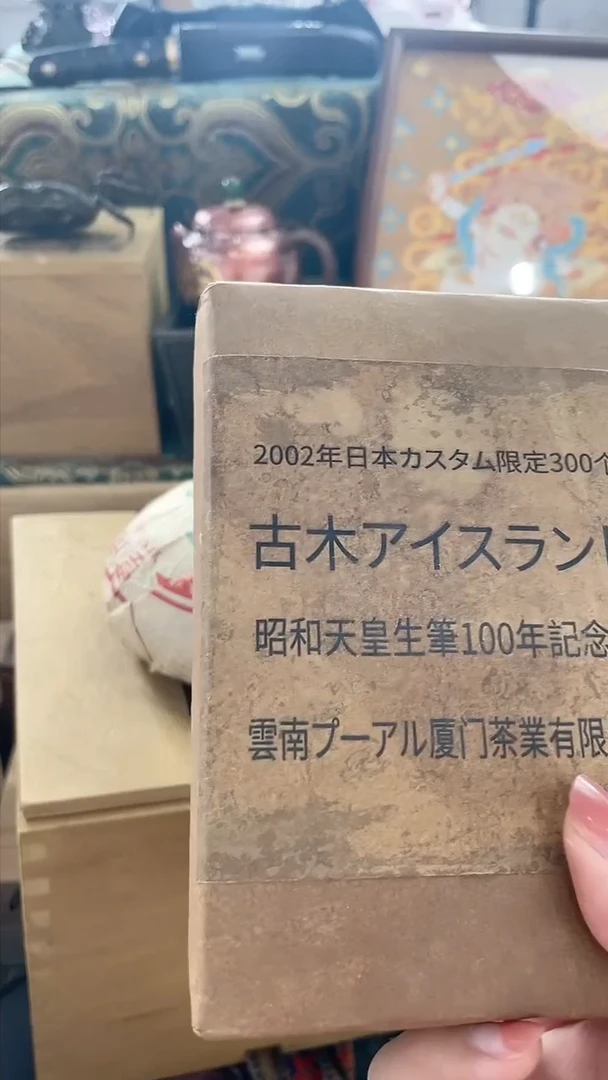 2002年日本カスタム限定300个
古木アイスラン
昭和天皇生筆100年記念
雲南プーアル厦门茶業有限